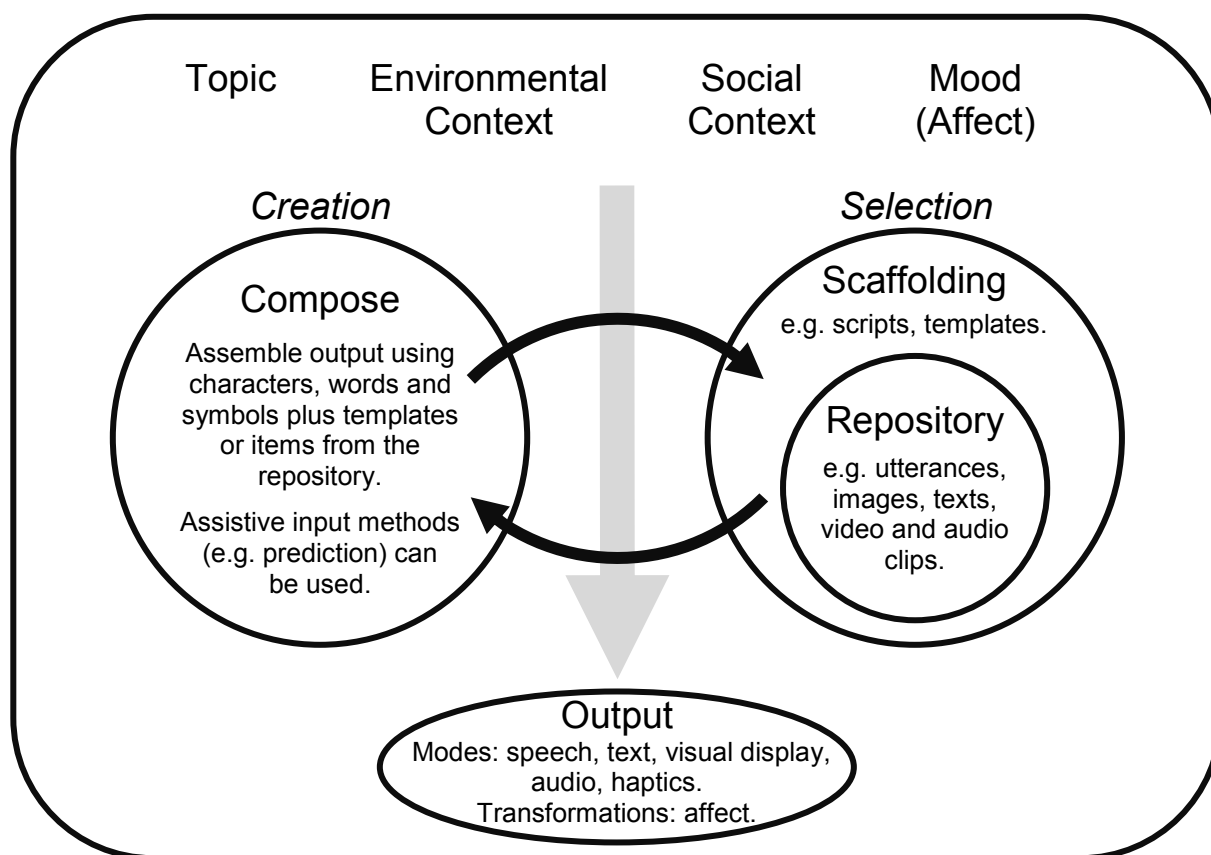 Topic
Environmental
Context
Social
Context
Mood
(Affect)
Creation
Compose
Assemble output using
characters, words and
symbols plus templates
or items from the
repository.
Assistive input methods
(e.g. prediction) can
be used.
Selection
Scaffolding
e.g. scripts, templates.
Repository
e.g. utterances,
images, texts,
video and audio
clips.
Output
Modes: speech, text, visual display,
audio, haptics.
Transformations: affect.